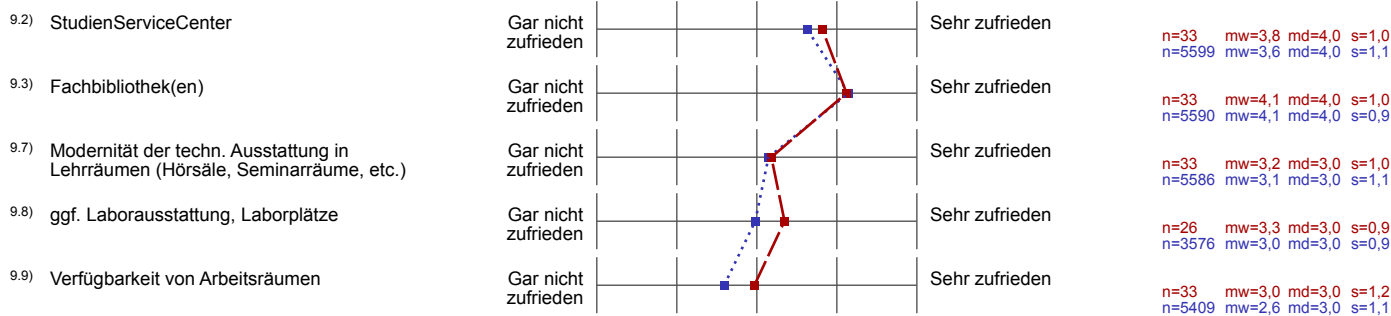 9.2) StudienServiceCenter
Gar nicht
zufrieden
Sehr zufrieden
n=33 mw=3,8 md=4,0 s=1,0
n=5599 mw=3,6 md=4,0 s=1,1
9.3) Fachbibliothek(en)
Gar nicht
zufrieden
Sehr zufrieden
n=33 mw=4,1 md=4,0 s=1,0
n=5590 mw=4,1 md=4,0 s=0,9
9.7) Modernität der techn. Ausstattung in
Lehrräumen (Hörsäle, Seminarräume, etc.)
Gar nicht
zufrieden
Sehr zufrieden
n=33 mw=3,2 md=3,0 s=1,0
n=5586 mw=3,1 md=3,0 s=1,1
9.8) ggf. Laborausstattung, Laborplätze
Gar nicht
zufrieden
Sehr zufrieden
n=26 mw=3,3 md=3,0 s=0,9
n=3576 mw=3,0 md=3,0 s=0,9
9.9) Verfügbarkeit von Arbeitsräumen
Gar nicht
zufrieden
Sehr zufrieden
n=33 mw=3,0 md=3,0 s=1,2
n=5409 mw=2,6 md=3,0 s=1,1